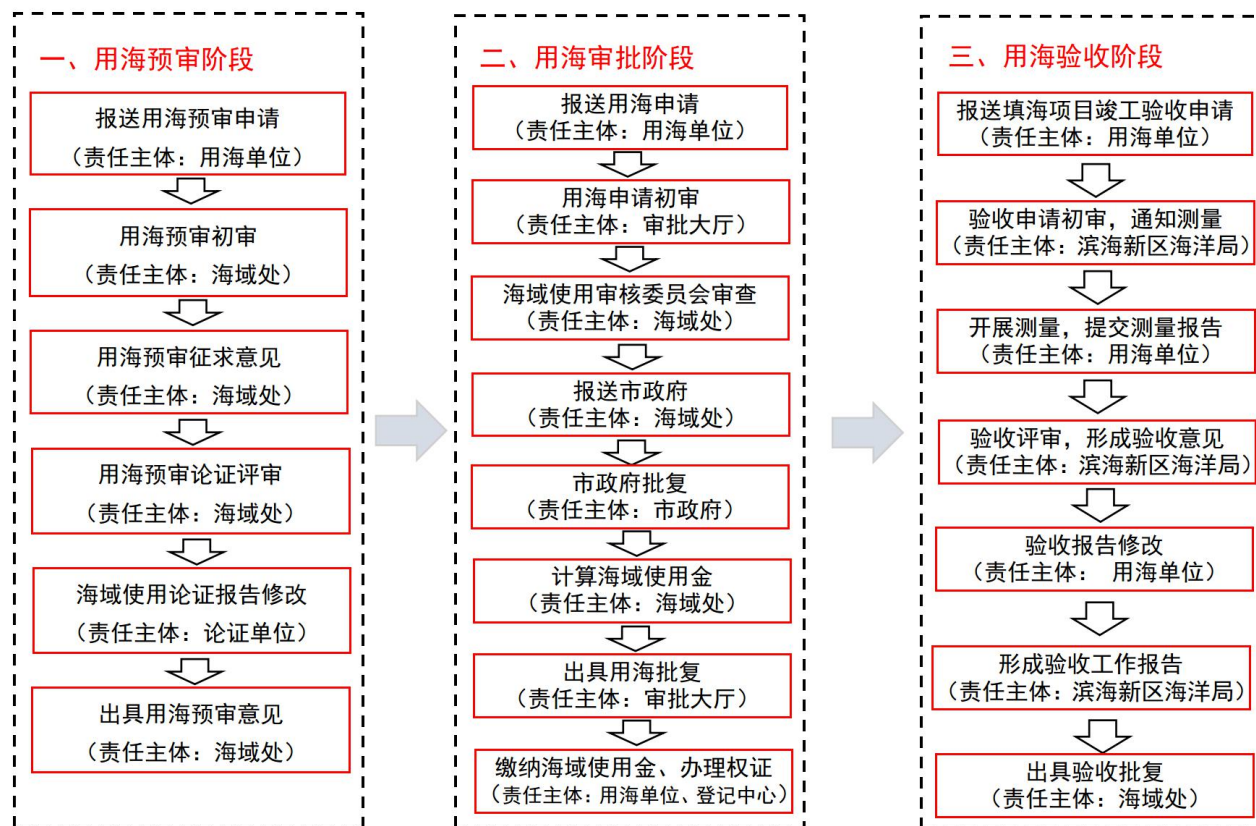 一、用海预审阶段
报送用海预审申请
（责任主体：用海单位）
用海预审初审
（责任主体：海域处）
用海预审征求意见
（责任主体：海域处）
用海预审论证评审
（责任主体：海域处）
海域使用论证报告修改
（责任主体：论证单位）
出具用海预审意见
（责任主体：海域处）
二、用海审批阶段
报送用海申请
（责任主体：用海单位）
用海申请初审
（责任主体：审批大厅）
海域使用审核委员会审查
（责任主体：海域处）
报送市政府
（责任主体：海域处）
市政府批复
（责任主体：市政府）
计算海域使用金
（责任主体：海域处）
出具用海批复
（责任主体：审批大厅）
缴纳海域使用金、办理权证
（责任主体：用海单位、登记中心）
三、用海验收阶段
报送填海项目竣工验收申请
（责任主体：用海单位）
验收申请初审，通知测量
（责任主体：滨海新区海洋局）
开展测量，提交测量报告
（责任主体：用海单位）
验收评审，形成验收意见
（责任主体：滨海新区海洋局）
验收报告修改
（责任主体： 用海单位）
形成验收工作报告
（责任主体：滨海新区海洋局）
出具验收批复
（责任主体：海域处）